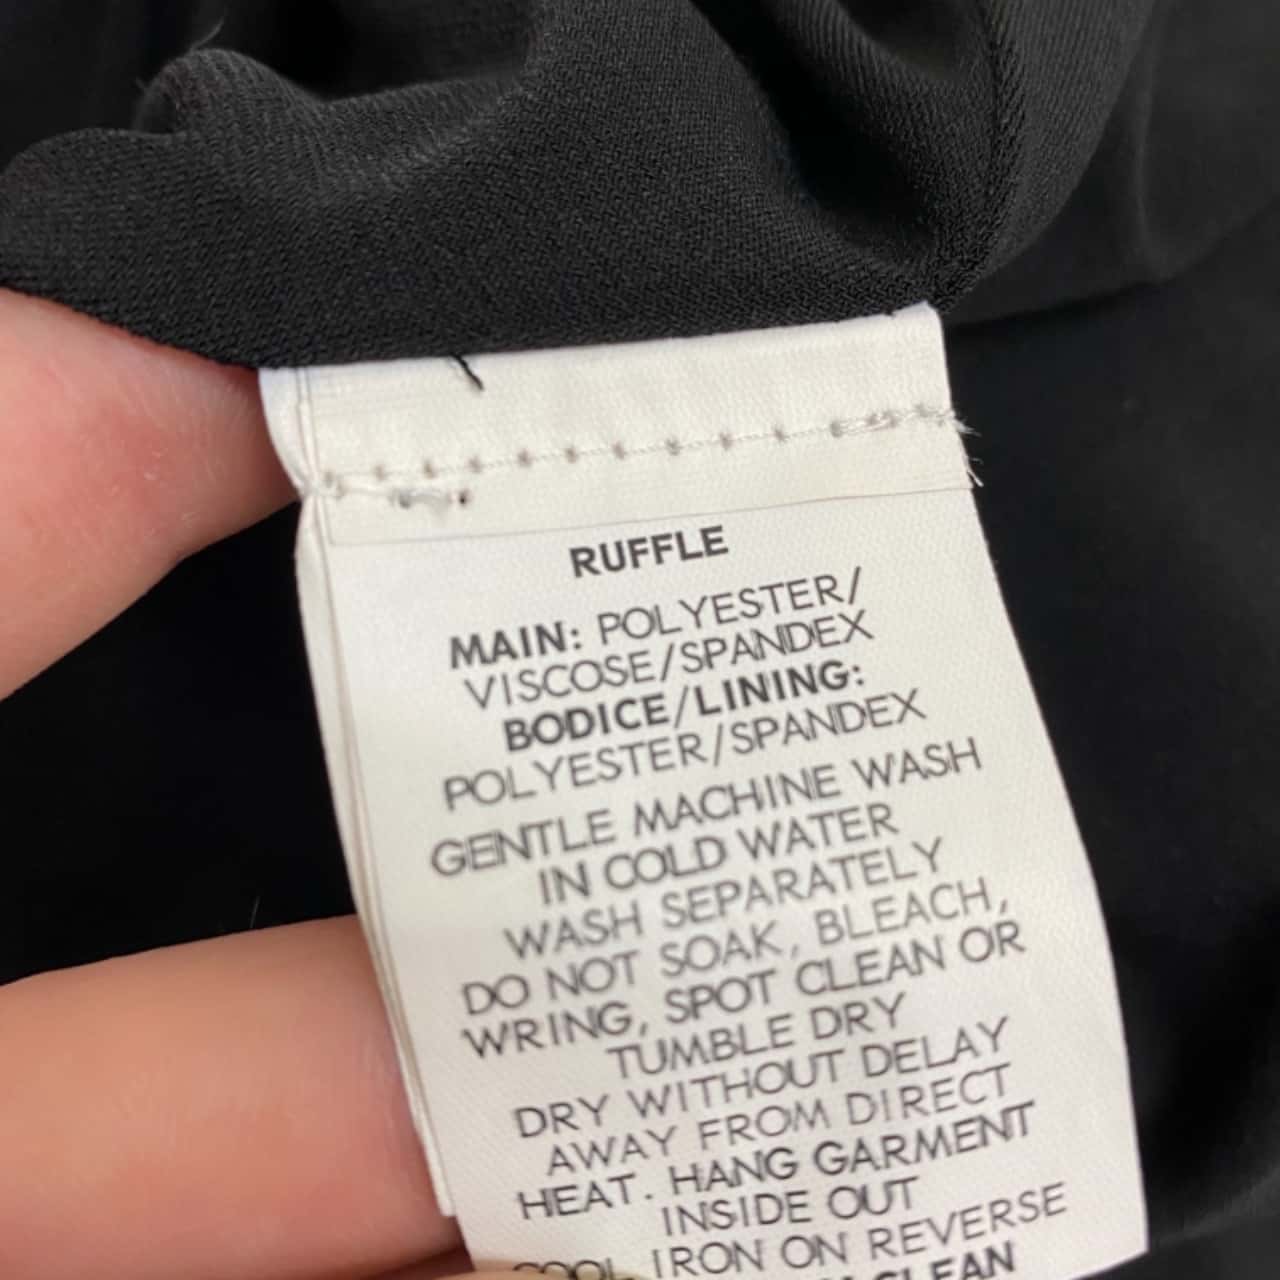 RUFFLE
MAIN: POLYESTER/
VISCOSE/SPANDEX
BODICE/LINING:
POLYESTER/SPANDEX
GENTLE MACHINE WASH
IN COLD WATER
WASH SEPARATELY
DO NOT SOAK, BLEACH,
WRING, SPOT CLEAN OR
TUMBLE DRY
DRY WITHOUT DELAY
AWAY FROM DIRECT
HEAT. HANG GARMENT
INSIDE OUT
COOL IRON ON REVERSE
CLEAN